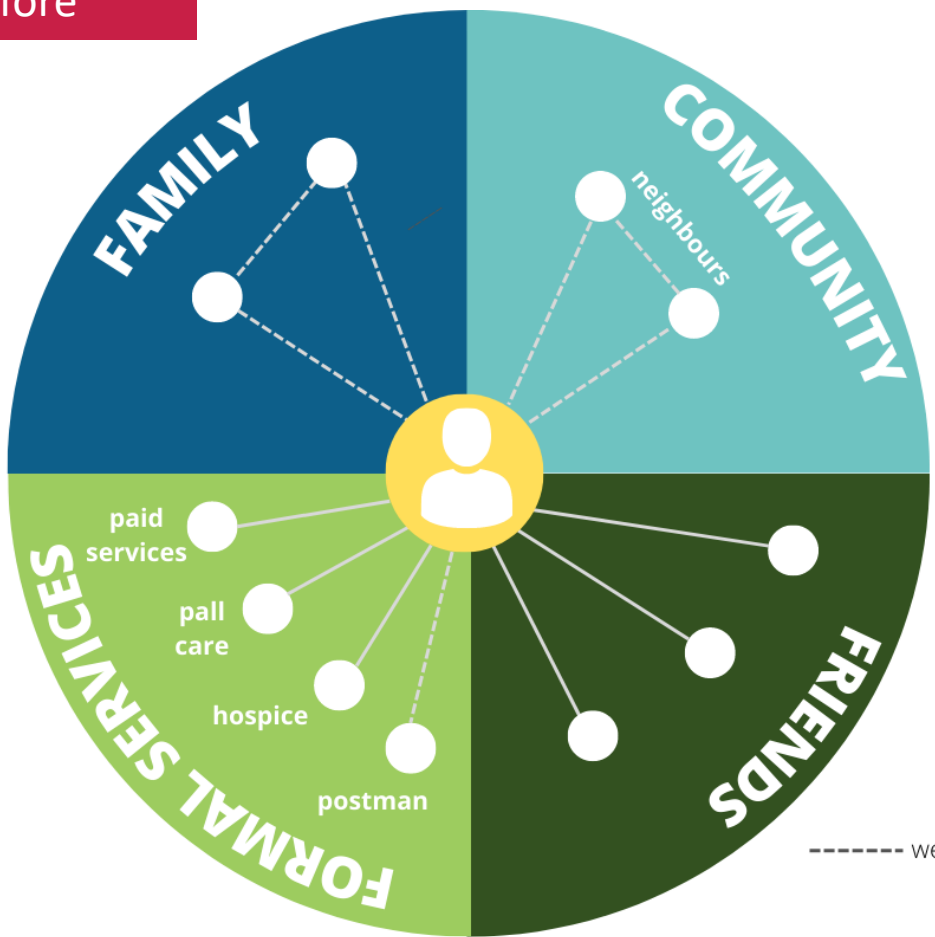 FAMILY
COMMUNITY
neighbours
paid
services
pall
care
hospice
postman
FORMAL SERVICES
FRIENDS